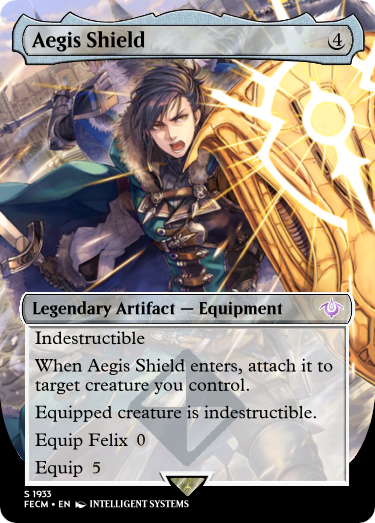 Aegis Shield 4
Legendary Artifact — Equipment
Indestructible
When Aegis Shield enters, attach it to
target creature you control.
Equipped creature is indestructible.
Equip Felix 0
Equip 5
S 1933
FECM • EN INTELLIGENT SYSTEMS